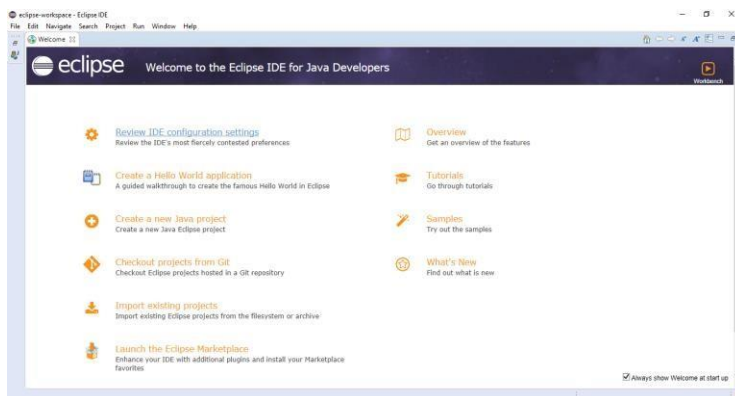 eclipse-workspace - Eclipse IDE
File Edit Navigate Search Project Run Window Help
Welcome
eclipse Welcome to the Eclipse IDE for Java Developers
Workbench
Review IDE configuration settings
Review the IDE's most fiercely contested preferences
Create a Hello World application
A guided walkthrough to create the famous Hello World in Eclipse
Create a new Java project
Create a new Java Eclipse project
Checkout projects from Git
Checkout Eclipse projects hosted in a Git repository
Import existing projects
Import existing Eclipse projects from the filesystem or archive
Launch the Eclipse Marketplace
Enhance your IDE with additional plugins and install your Marketplace
favorites
Overview
Get an overview of the features
Tutorials
Go through tutorials
Samples
Try out the samples
What's New
Find out what is new
Always show Welcome at start up